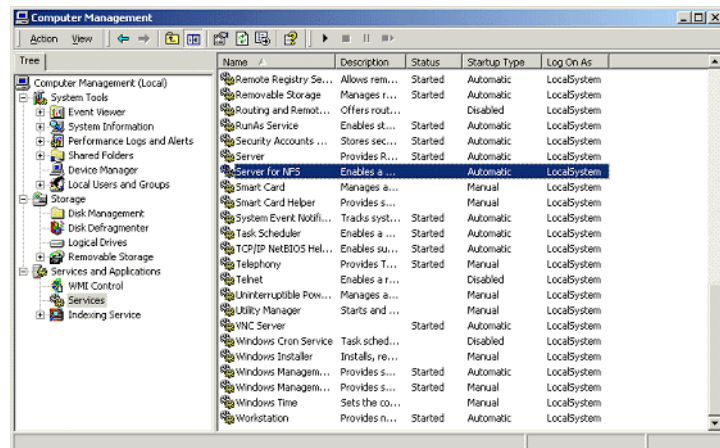 Computer Management
Action View
Tree
Computer Management (Local)
System Tools
Event Viewer
System Information
Performance Logs and Alerts
Shared Folders
Device Manager
Local Users and Groups
Storage
Disk Management
Disk Defragmenter
Logical Drives
Removable Storage
Services and Applications
WMI Control
Services
Indexing Service
Name Description Status Startup Type Log On As
Remote Registry Se... Allows rem... Started Automatic LocalSystem
Removable Storage Manages r... Started Automatic LocalSystem
Routing and Remot... Offers rout... Disabled LocalSystem
RunAs Service Enables st... Started Automatic LocalSystem
Security Accounts ... Stores sec... Started Automatic LocalSystem
Server Provides R... Started Automatic LocalSystem
Server for NFS Enables a ... Automatic LocalSystem
Smart Card Manages a... Manual LocalSystem
Smart Card Helper Provides s... Manual LocalSystem
System Event Notifi... Tracks syst... Started Automatic LocalSystem
Task Scheduler Enables a ... Started Automatic LocalSystem
TCP/IP NetBIOS Hel... Enables su... Started Automatic LocalSystem
Telephony Provides T... Started Manual LocalSystem
Telnet Enables a r... Disabled LocalSystem
Uninterruptible Pow... Manages a... Manual LocalSystem
Utility Manager Starts and ... Manual LocalSystem
VNC Server Started Automatic LocalSystem
Windows Cron Service Task sched... Disabled LocalSystem
Windows Installer Installs, re... Manual LocalSystem
Windows Managem... Provides s... Started Automatic LocalSystem
Windows Managem... Provides s... Started Manual LocalSystem
Windows Time Sets the co... Manual LocalSystem
Workstation Provides n... Started Automatic LocalSystem